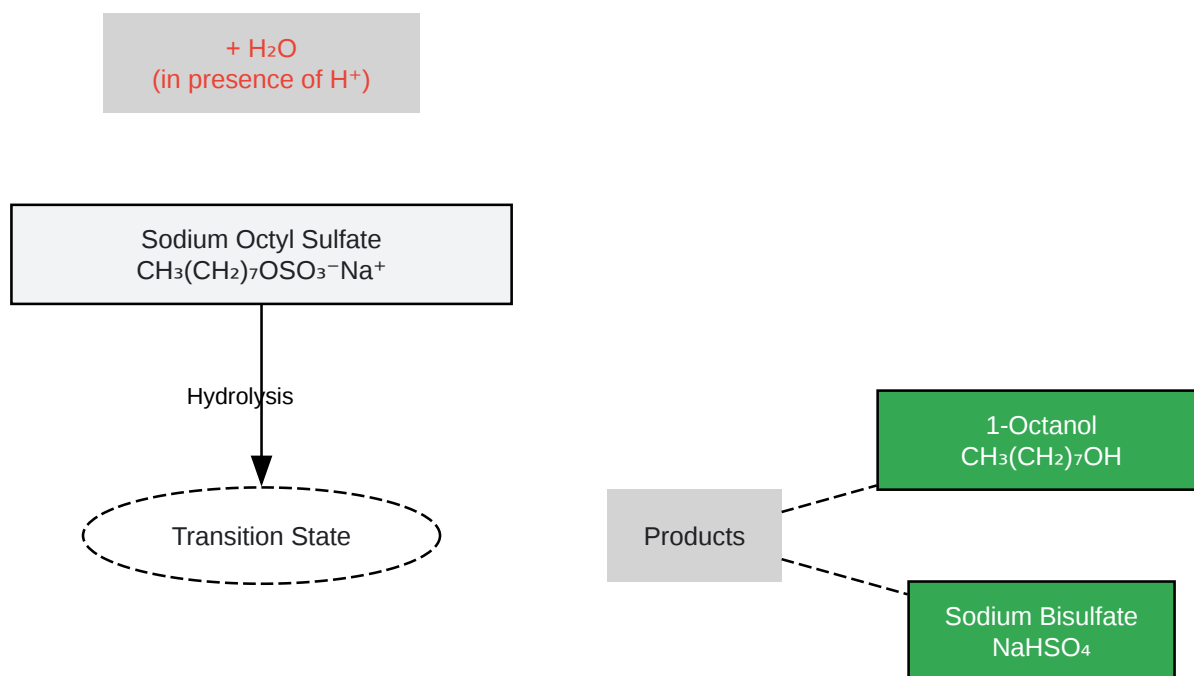 + H₂O
(in presence of H⁺)
Sodium Octyl Sulfate
CH₃(CH₂)₇OSO₃⁻Na⁺
Hydrolysis
Transition State
Products
1-Octanol
CH₃(CH₂)₇OH
Sodium Bisulfate
NaHSO₄